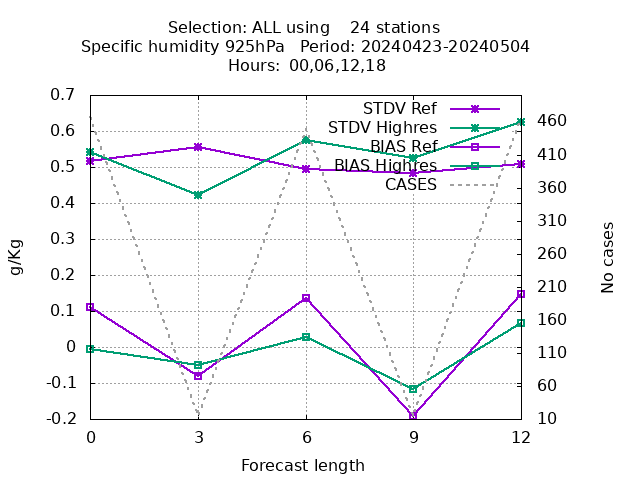 Selection: ALL using    24 stations
Specific humidity 925hPa   Period: 20240423-20240504
Hours: 00,06,12,18
STDV Ref
STDV Highres
BIAS Ref
BIAS Highres
CASES
0.7
0.6
0.5
0.4
0.3
0.2
0.1
0
-0.1
-0.2
g/Kg
460
410
360
310
260
210
160
110
60
10
No cases
0 3 6 9 12
Forecast length